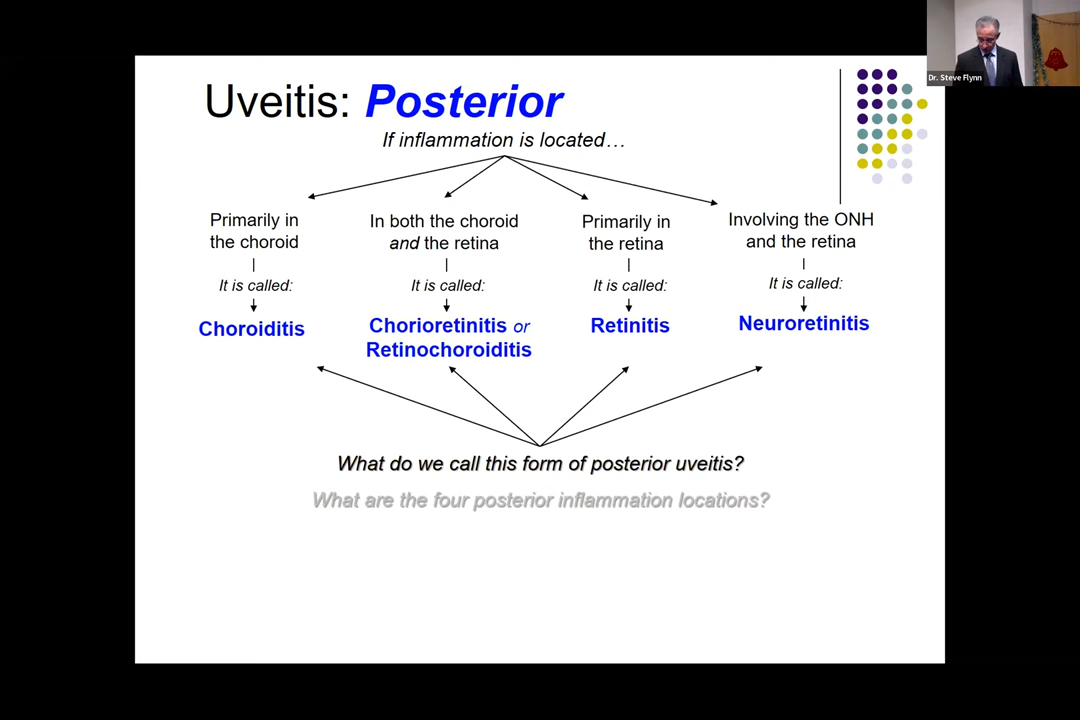 Uveitis: Posterior
If inflammation is located…
Primarily in
the choroid
It is called:
Choroiditis
In both the choroid
and the retina
It is called:
Chorioretinitis or
Retinochoroiditis
Primarily in
the retina
It is called:
Retinitis
Involving the ONH
and the retina
It is called:
Neuroretinitis
What do we call this form of posterior uveitis?
What are the four posterior inflammation locations?
Dr. Steve Flynn